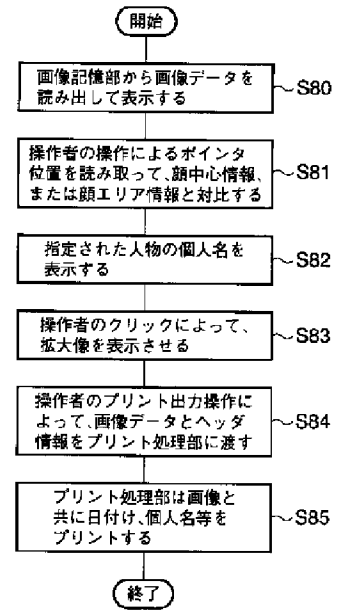 開始
画像記憶部から画像データを
読み出して表示する
S80
操作者の操作によるポインタ
位置を読み取って、顔中心情報、
または顔エリア情報と対比する
S81
指定された人物の個人名を
表示する
S82
操作者のクリックによって、
拡大像を表示させる
S83
操作者のプリント出力操作に
よって、画像データとヘッダ
情報をプリント処理部に渡す
S84
プリント処理部は画像と
共に日付け、個人名等を
プリントする
S85
終了